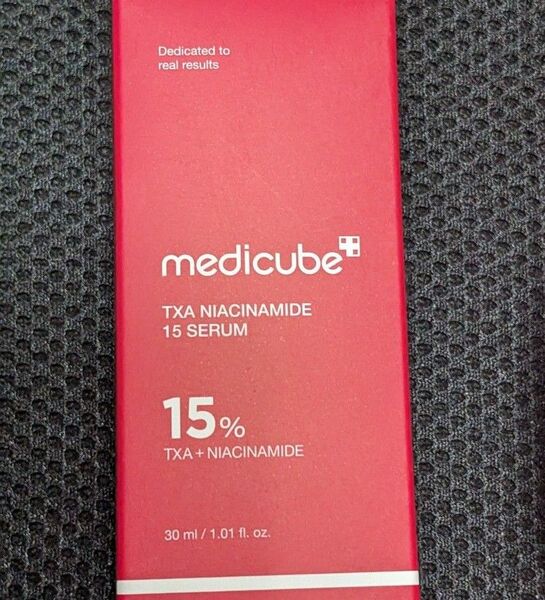 Dedicated to
real results
medicube
TXA NIACINAMIDE
15 SERUM
15%
TXA + NIACINAMIDE
30 ml / 1.01 fl. oz.